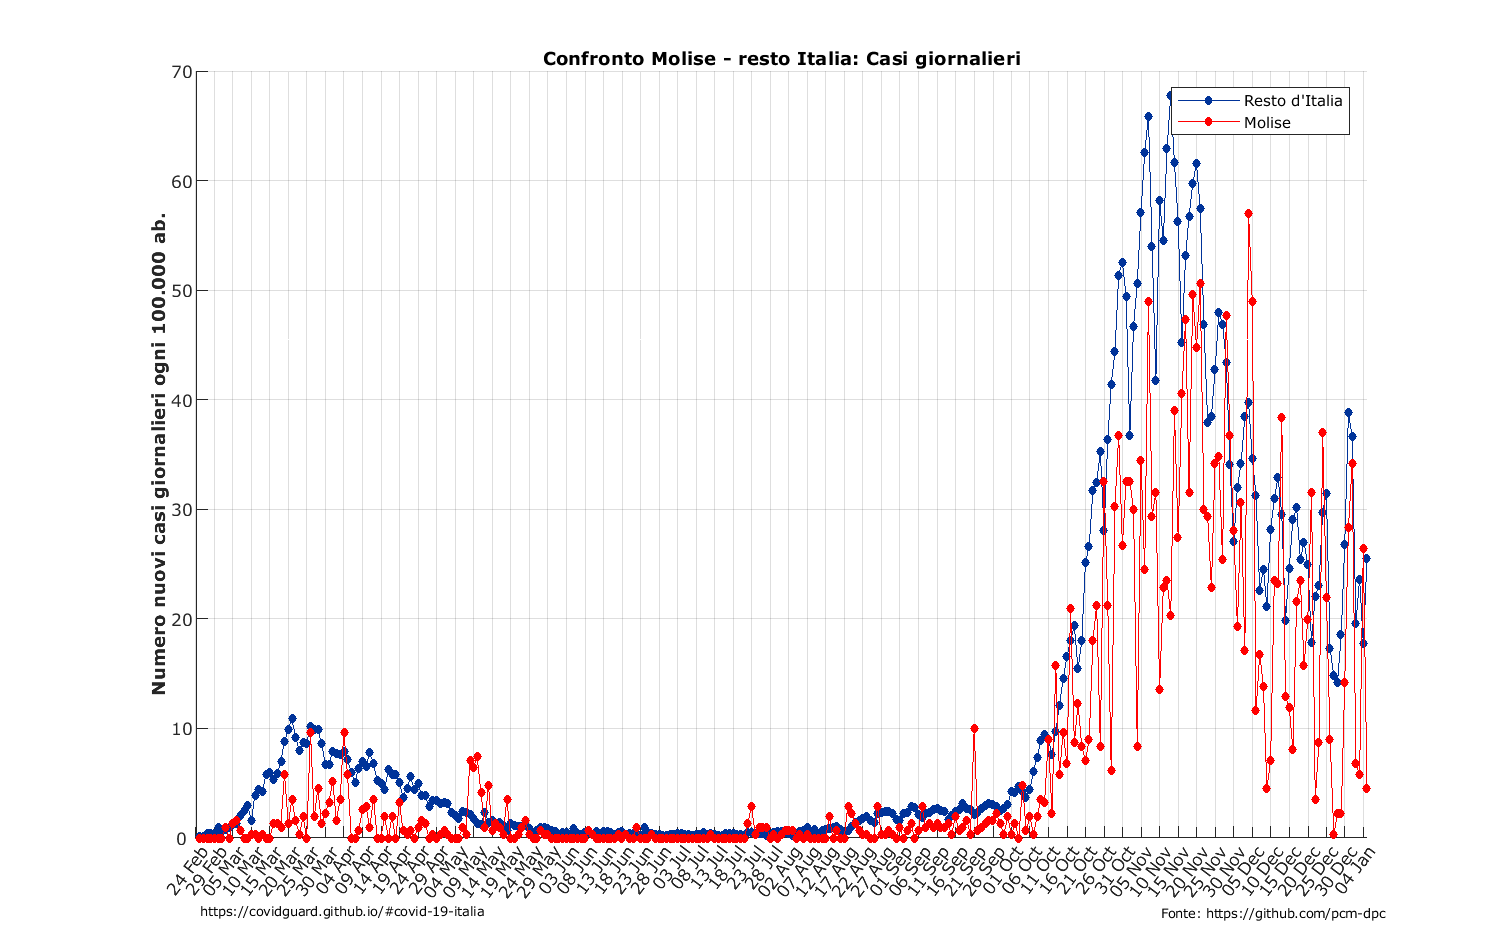 Confronto Molise - resto Italia: Casi giornalieri
Resto d'Italia
Molise
Numero nuovi casi giornalieri ogni 100.000 ab.
70
60
50
40
30
20
10
0
24 Feb
29 Feb
05 Mar
10 Mar
15 Mar
20 Mar
25 Mar
30 Mar
04 Apr
09 Apr
14 Apr
19 Apr
24 Apr
29 Apr
04 May
09 May
14 May
19 May
24 May
29 May
03 Jun
08 Jun
13 Jun
18 Jun
23 Jun
28 Jun
03 Jul
08 Jul
13 Jul
18 Jul
23 Jul
28 Jul
02 Aug
07 Aug
12 Aug
17 Aug
22 Aug
27 Aug
01 Sep
06 Sep
11 Sep
16 Sep
21 Sep
26 Sep
01 Oct
06 Oct
11 Oct
16 Oct
21 Oct
26 Oct
31 Oct
05 Nov
10 Nov
15 Nov
20 Nov
25 Nov
30 Nov
05 Dec
10 Dec
15 Dec
20 Dec
25 Dec
30 Dec
04 Jan
https://covidguard.github.io/#covid-19-italia
Fonte: https://github.com/pcm-dpc